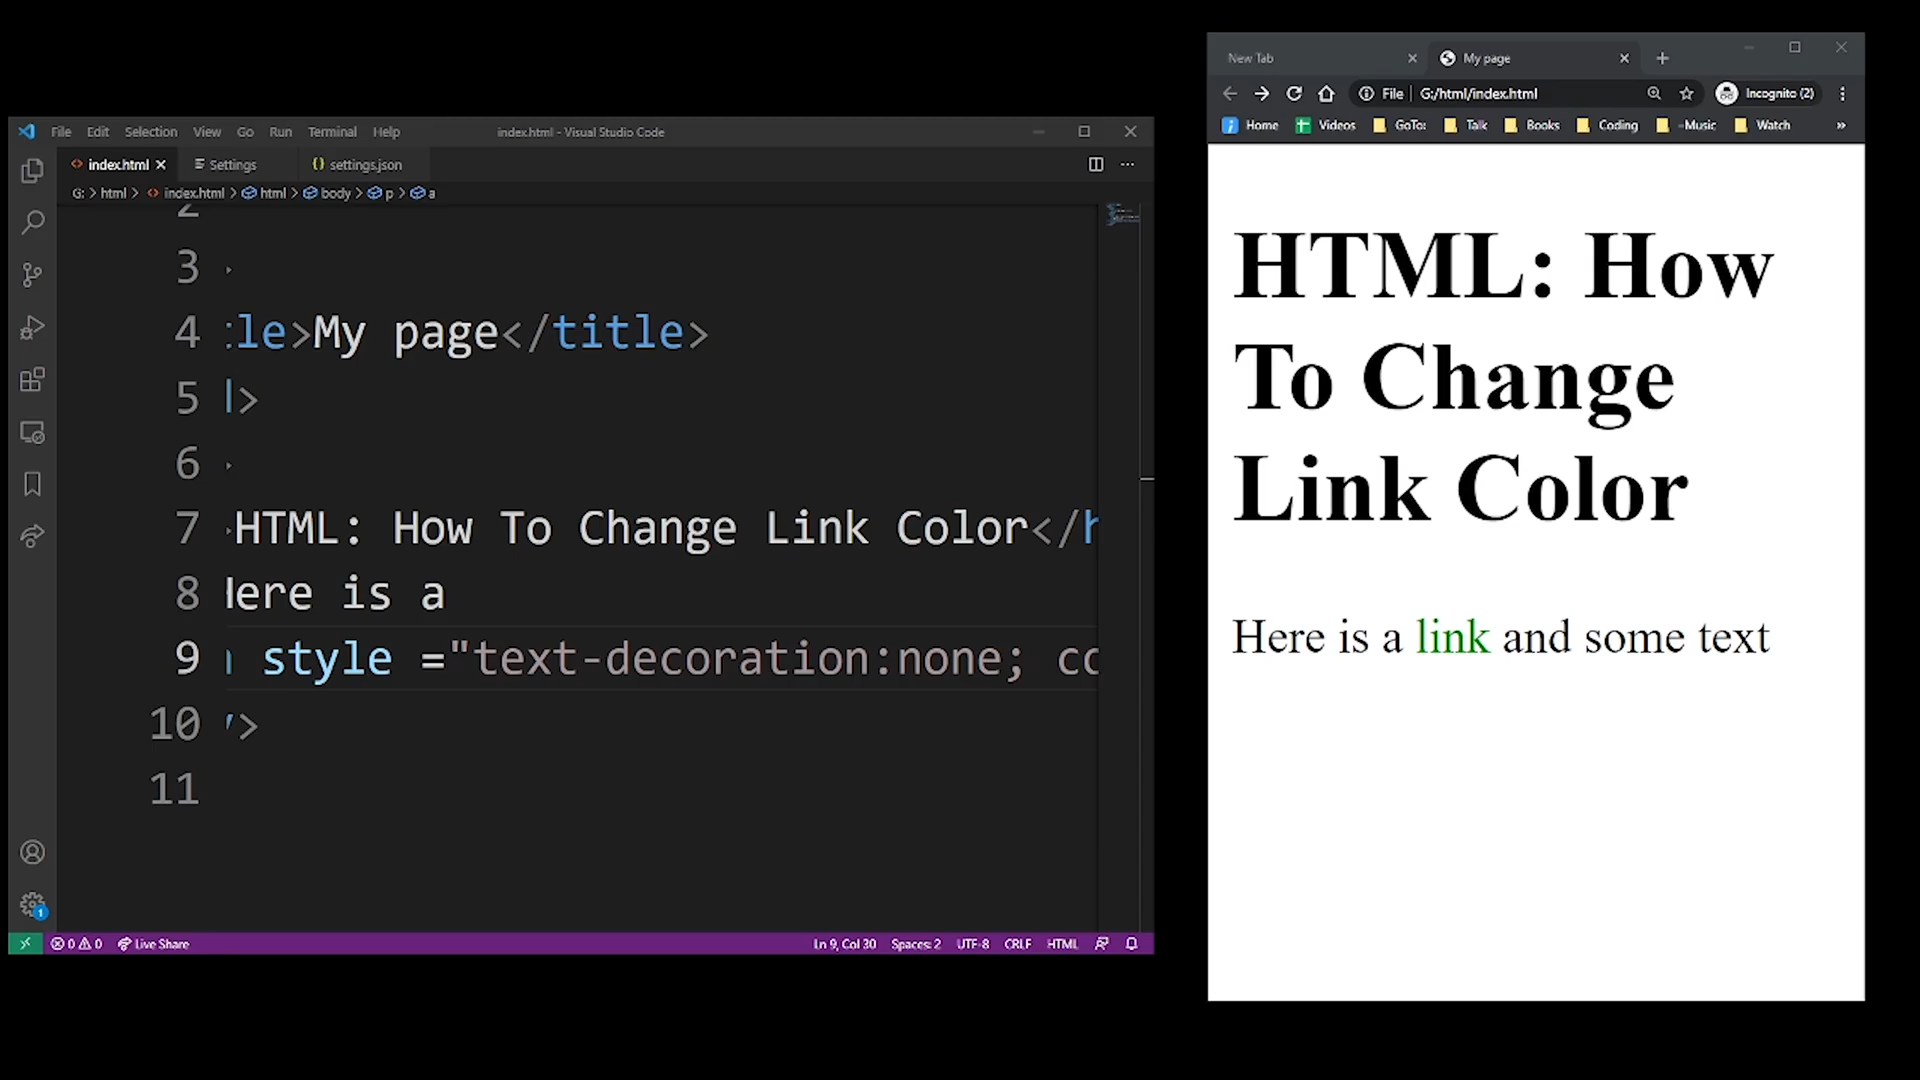 File Edit Selection View Go Run Terminal Help
index.html - Visual Studio Code
index.html Settings settings.json
G: > html > index.html > html > body > p > a
2
3
4 le>My page</title>
5 >
6
7 HTML: How To Change Link Color</h
8 Here is a
9 style ="text-decoration:none; co
10 >
11
1
0 0 Live Share
Ln 9, Col 30 Spaces: 2 UTF-8 CRLF HTML
New Tab My page
File | G:/html/index.html
Incognito (2)
Home Videos GoTo: Talk Books Coding -Music Watch »
HTML: How
To Change
Link Color
Here is a link and some text